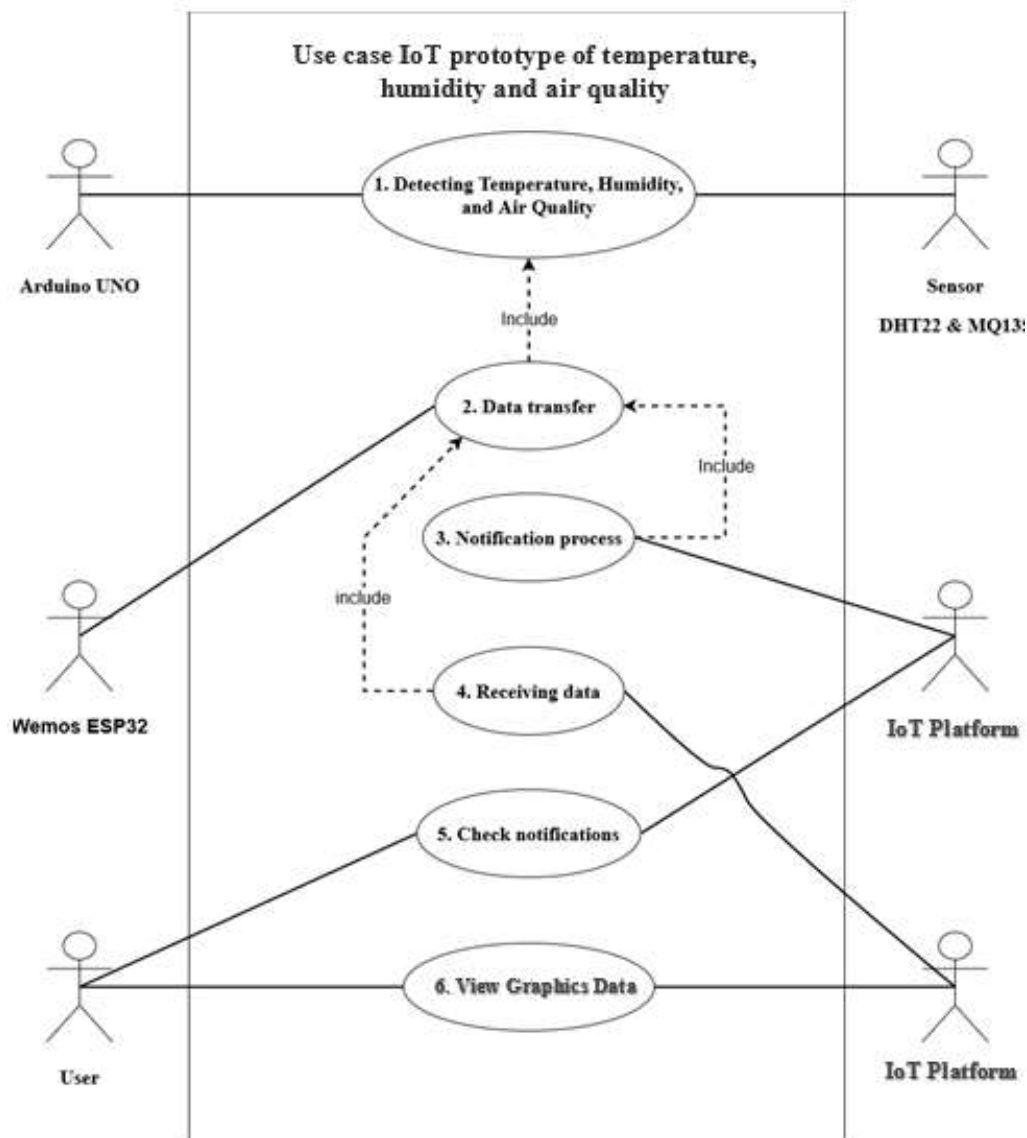 Use case IoT prototype of temperature,
humidity and air quality
1. Detecting Temperature, Humidity,
and Air Quality
Arduino UNO
Sensor
DHT22 & MQ135
Include
2. Data transfer
Include
3. Notification process
include
Wemos ESP32
4. Receiving data
IoT Platform
5. Check notifications
6. View Graphics Data
User
IoT Platform